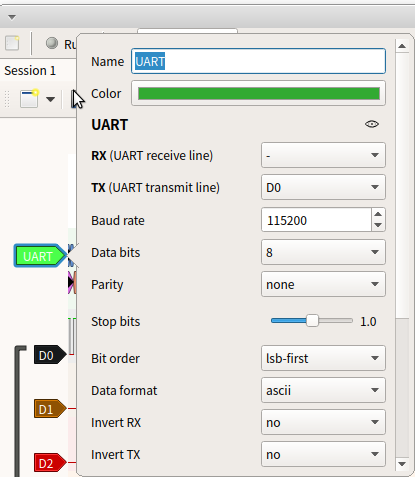 Ru
Session 1
Name UART
Color
UART
RX (UART receive line) -
TX (UART transmit line) D0
Baud rate 115200
Data bits 8
Parity none
Stop bits 1.0
Bit order lsb-first
Data format ascii
Invert RX no
Invert TX no
UART
D0
D1
D2